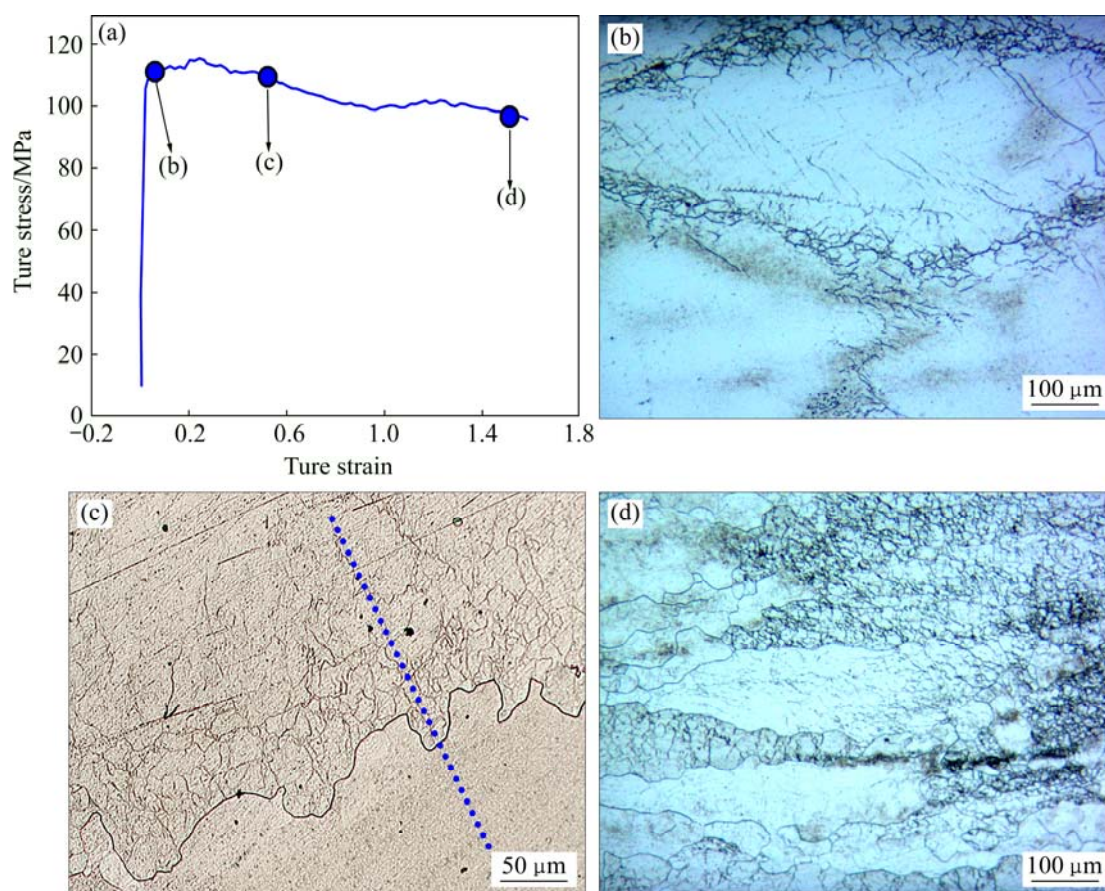 (a)
120
100
80
60
40
20
0
Ture stress/MPa
(b)
(c)
(d)
−0.2
0.2
0.6
1.0
1.4
1.8
Ture strain
(b)
100 μm
(c)
50 μm
(d)
100 μm